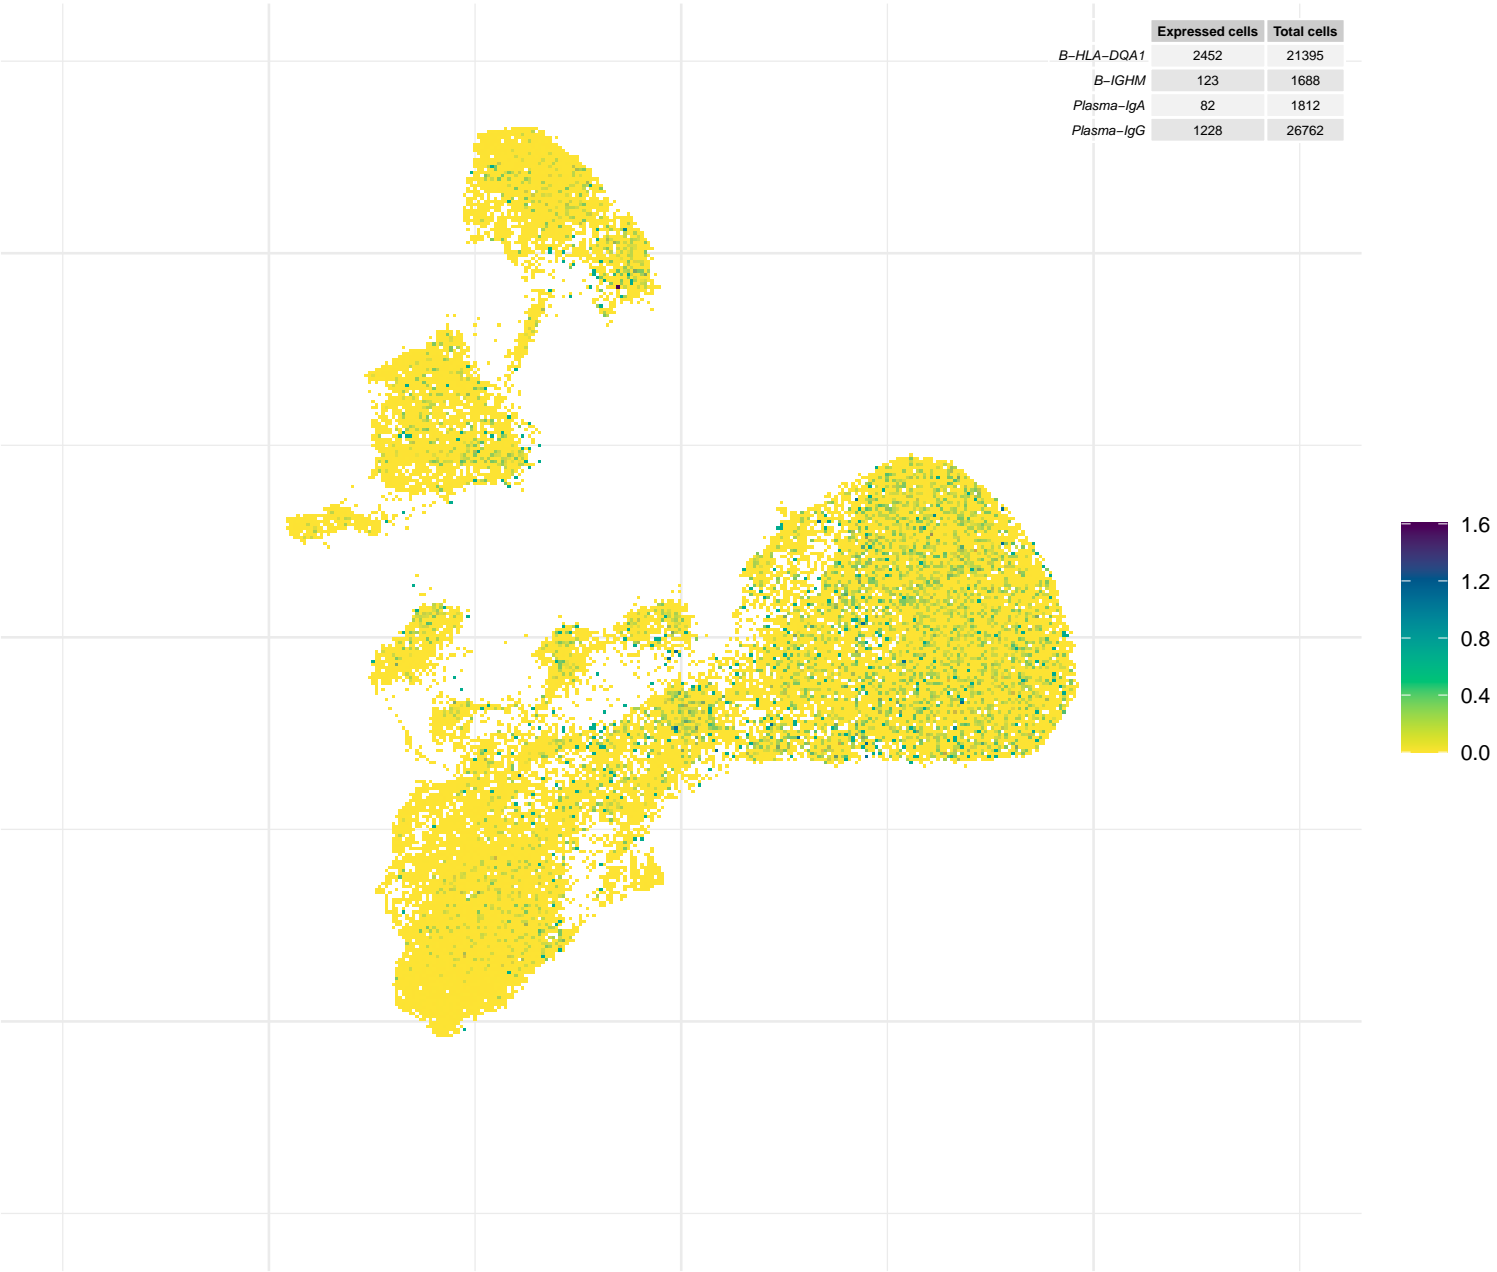 Expressed cells Total cells
B−HLA−DQA1 2452 21395
B−IGHM 123 1688
Plasma−IgA 82 1812
Plasma−IgG 1228 26762
1.6
1.2
0.8
0.4
0.0